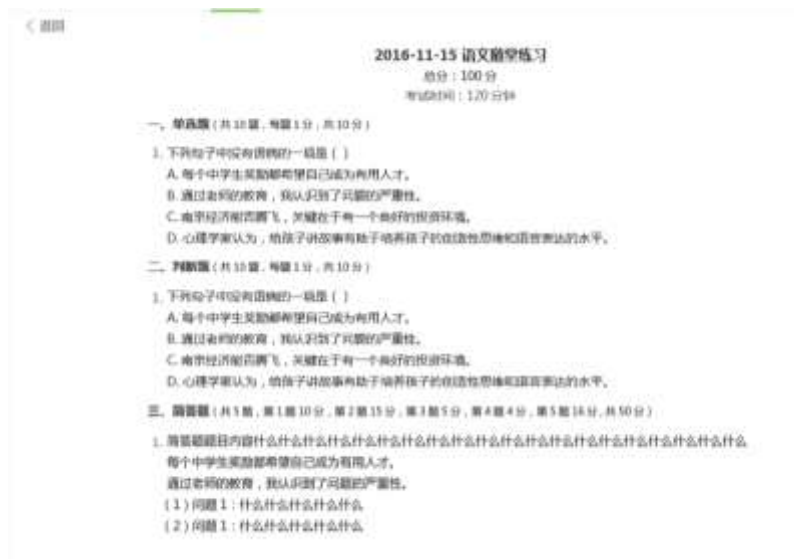 < 返回
2016-11-15 语文随堂练习
总分：100 分
考试时间：120 分钟
一、单选题（共10题，每题1分，共10分）
1. 下列句子中没有语病的一项是（ ）
A. 每个中学生奖励都希望自己成为有用人才。
B. 通过老师的教育，我认识到了问题的严重性。
C. 南京经济能否腾飞，关键在于有一个良好的投资环境。
D. 心理学家认为，给孩子讲故事有助于培养孩子的创造性思维和语言表达的水平。
二、判断题（共10题，每题1分，共10分）
1. 下列句子中没有语病的一项是（ ）
A. 每个中学生奖励都希望自己成为有用人才。
B. 通过老师的教育，我认识到了问题的严重性。
C. 南京经济能否腾飞，关键在于有一个良好的投资环境。
D. 心理学家认为，给孩子讲故事有助于培养孩子的创造性思维和语言表达的水平。
三、简答题（共5题，第1题10分，第2题15分，第3题5分，第4题4分，第5题16分，共50分）
1. 简答题题目内容什么什么什么什么什么什么什么什么什么什么什么什么什么什么什么什么什么什么什么什么
每个中学生奖励都希望自己成为有用人才。
通过老师的教育，我认识到了问题的严重性。
（1）问题1：什么什么什么什么什么
（2）问题1：什么什么什么什么什么